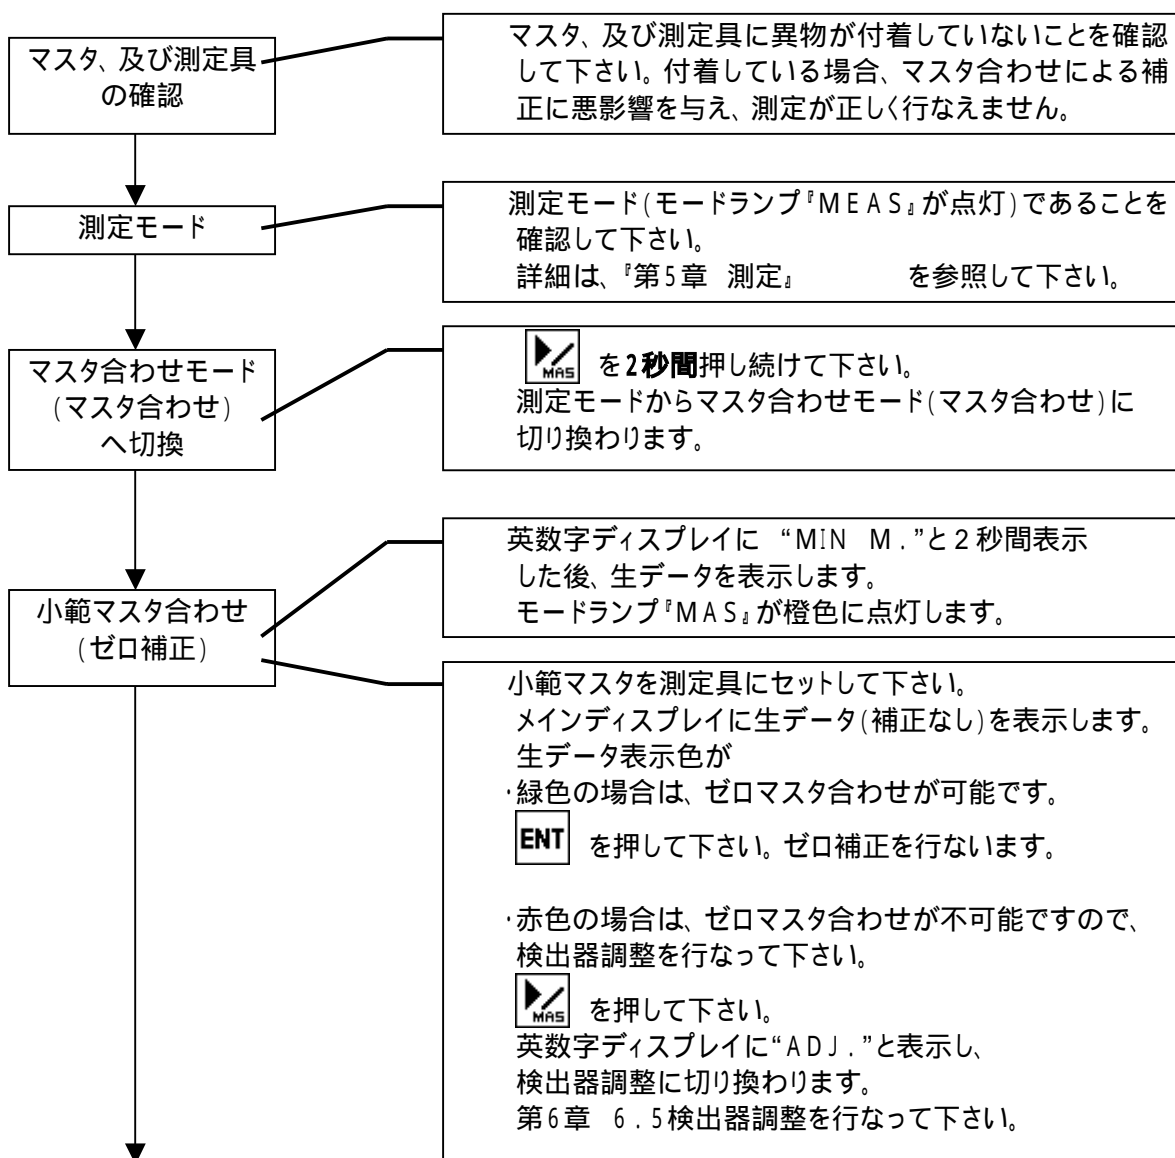 マスタ、及び測定具
の確認
マスタ、及び測定具に異物が付着していないことを確認
して下さい。付着している場合、マスタ合わせによる補
正に悪影響を与え、測定が正しく行なえません。
測定モード
測定モード(モードランプ『MEAS』が点灯)であることを
確認して下さい。
詳細は、『第5章 測定』 を参照して下さい。
マスタ合わせモード
(マスタ合わせ)
へ切換
MAS を2秒間押し続けて下さい。
測定モードからマスタ合わせモード(マスタ合わせ)に
切り換わります。
小範マスタ合わせ
(ゼロ補正)
英数字ディスプレイに “MIN M.”と2秒間表示
した後、生データを表示します。
モードランプ『MAS』が橙色に点灯します。
小範マスタを測定具にセットして下さい。
メインディスプレイに生データ(補正なし)を表示します。
生データ表示色が
・緑色の場合は、ゼロマスタ合わせが可能です。
ENT を押して下さい。ゼロ補正を行ないます。
・赤色の場合は、ゼロマスタ合わせが不可能ですので、
検出器調整を行なって下さい。
MAS を押して下さい。
英数字ディスプレイに“ADJ.”と表示し、
検出器調整に切り換わります。
第6章 6.5検出器調整を行なって下さい。